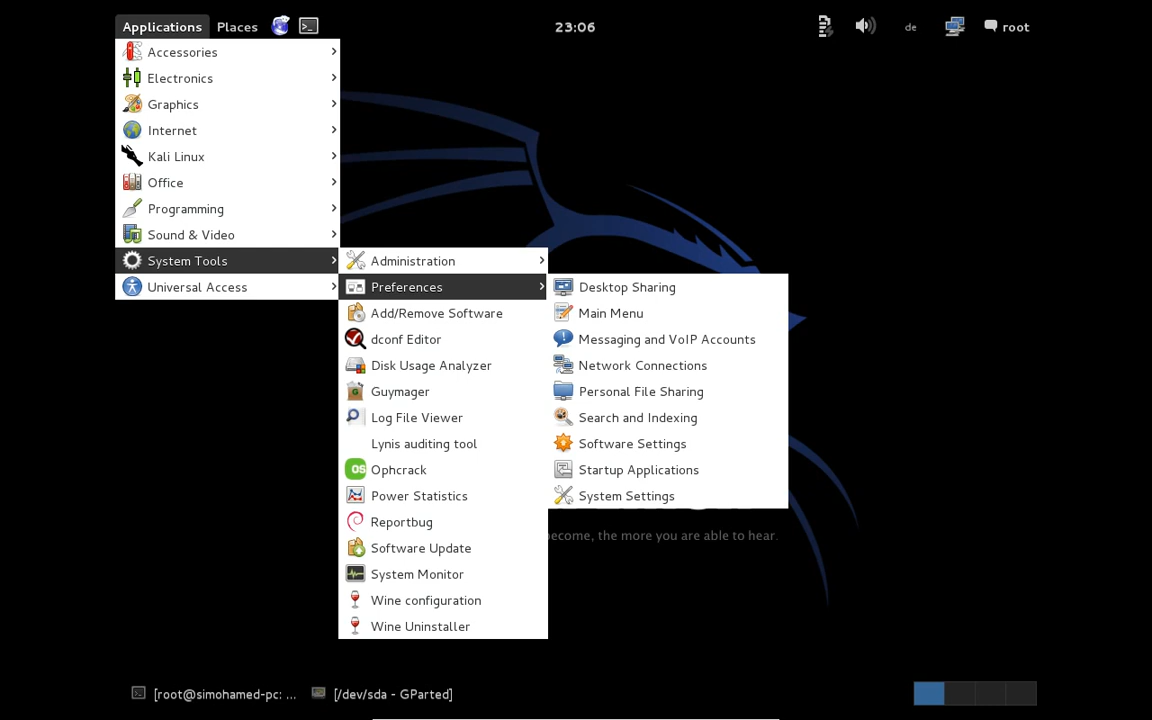 Applications Places 23:06 de root
Accessories
Electronics
Graphics
Internet
Kali Linux
Office
Programming
Sound & Video
System Tools
Universal Access
Administration
Preferences
Add/Remove Software
dconf Editor
Disk Usage Analyzer
Guymager
Log File Viewer
Lynis auditing tool
Ophcrack
Power Statistics
Reportbug
Software Update
System Monitor
Wine configuration
Wine Uninstaller
Desktop Sharing
Main Menu
Messaging and VoIP Accounts
Network Connections
Personal File Sharing
Search and Indexing
Software Settings
Startup Applications
System Settings
become, the more you are able to hear.
[root@simohamed-pc: ... [/dev/sda - GParted]